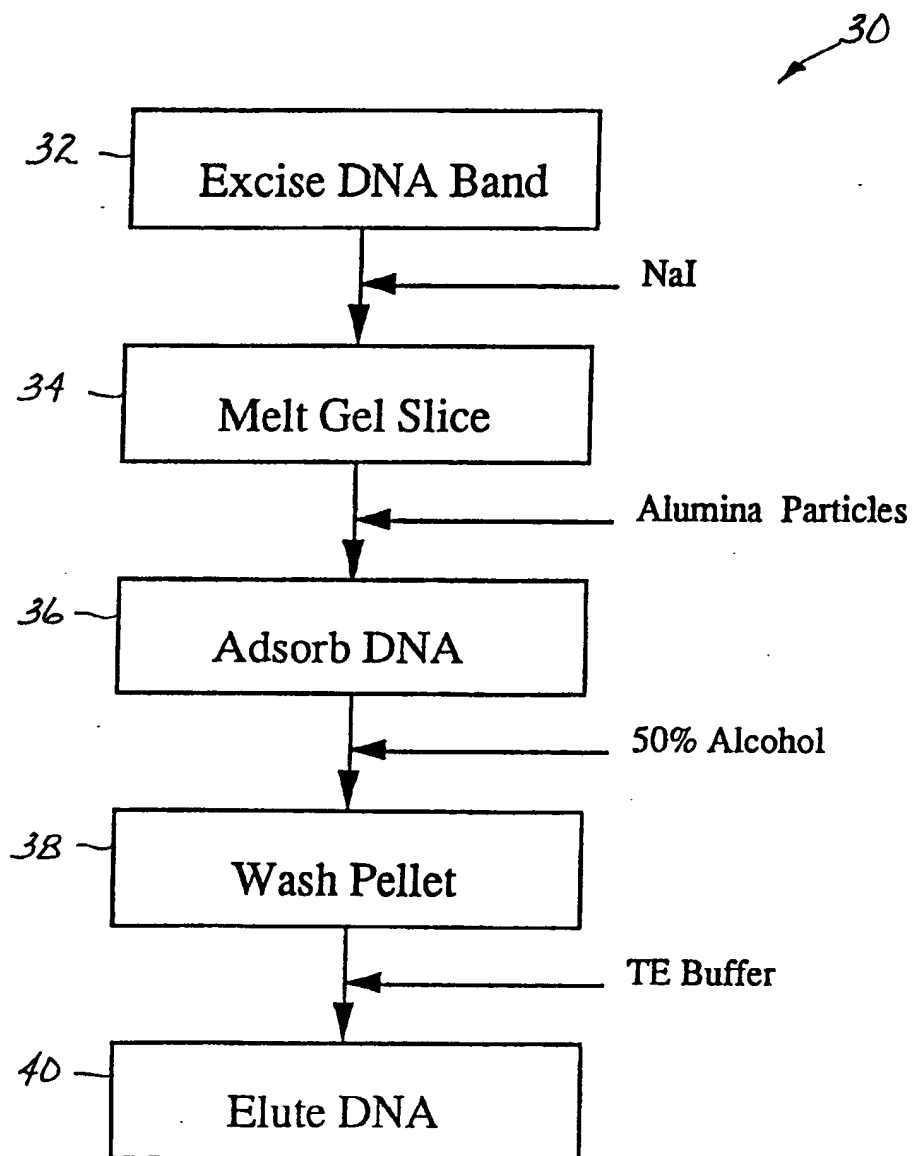 30
32
Excise DNA Band
NaI
34
Melt Gel Slice
Alumina Particles
36
Adsorb DNA
50% Alcohol
38
Wash Pellet
TE Buffer
40
Elute DNA